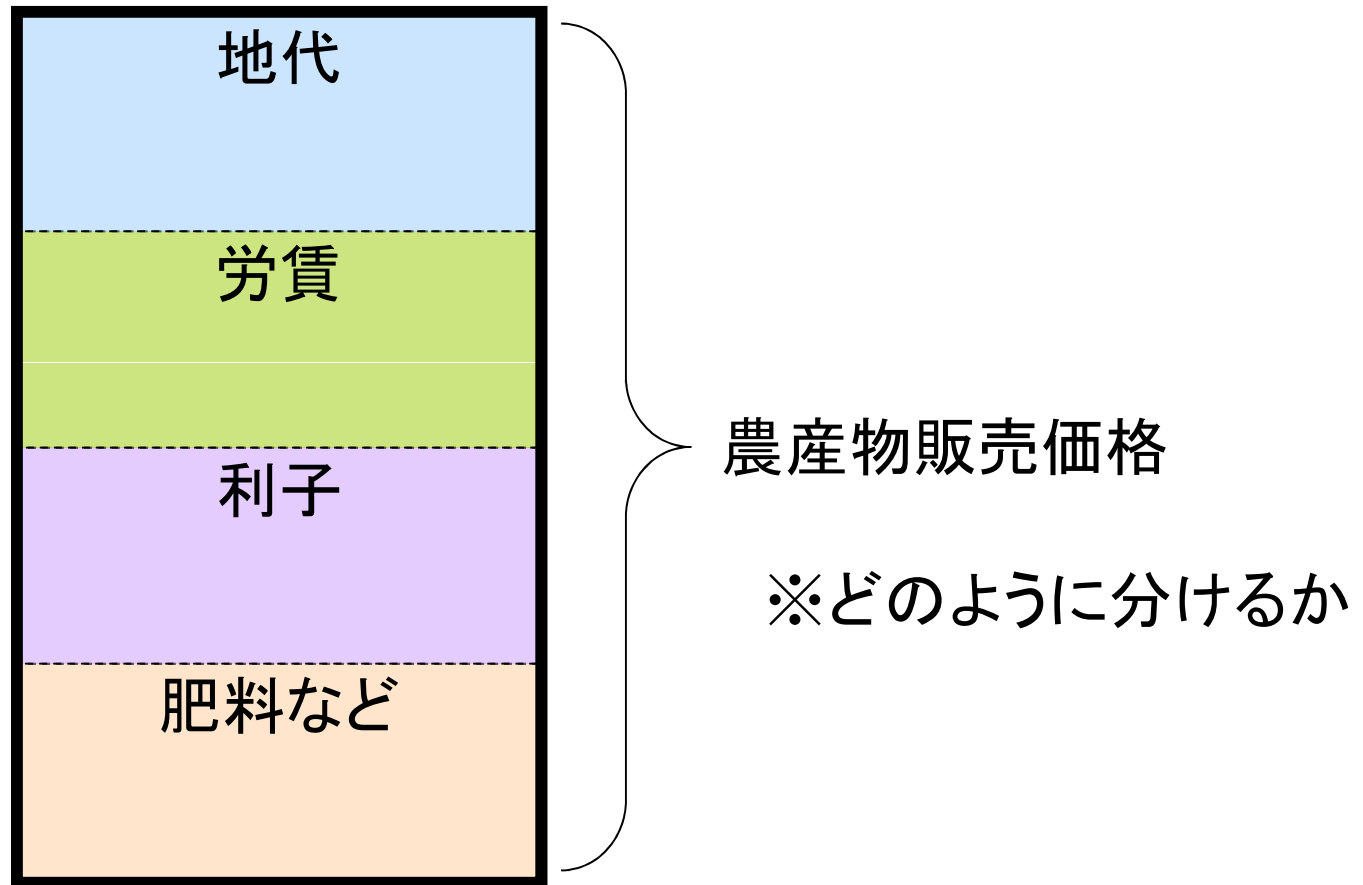 地代
労賃
利子
肥料など
農産物販売価格
※どのように分けるか